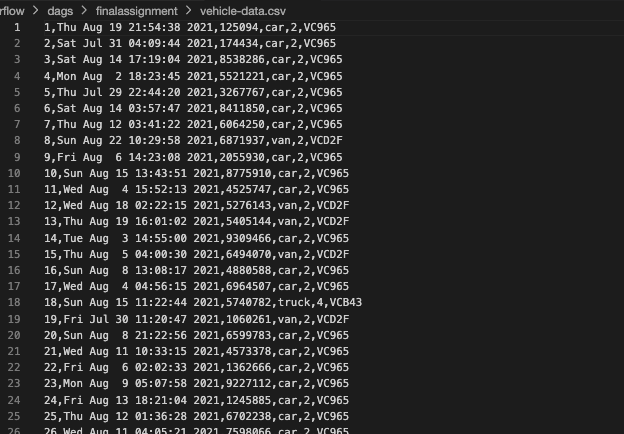 rflow > dags > finalassignment > vehicle-data.csv
1 1,Thu Aug 19 21:54:38 2021,125094,car,2,VC965
2 2,Sat Jul 31 04:09:44 2021,174434,car,2,VC965
3 3,Sat Aug 14 17:19:04 2021,8538286,car,2,VC965
4 4,Mon Aug  2 18:23:45 2021,5521221,car,2,VC965
5 5,Thu Jul 29 22:44:20 2021,3267767,car,2,VC965
6 6,Sat Aug 14 03:57:47 2021,8411850,car,2,VC965
7 7,Thu Aug 12 03:41:22 2021,6064250,car,2,VC965
8 8,Sun Aug 22 10:29:58 2021,6871937,van,2,VCD2F
9 9,Fri Aug  6 14:23:08 2021,2055930,car,2,VC965
10 10,Sun Aug 15 13:43:51 2021,8775910,car,2,VC965
11 11,Wed Aug  4 15:52:13 2021,4525747,car,2,VC965
12 12,Wed Aug 18 02:22:15 2021,5276143,van,2,VCD2F
13 13,Thu Aug 19 16:01:02 2021,5405144,van,2,VCD2F
14 14,Tue Aug  3 14:55:00 2021,9309466,car,2,VC965
15 15,Thu Aug  5 04:00:30 2021,6494070,van,2,VCD2F
16 16,Sun Aug  8 13:08:17 2021,4880588,car,2,VC965
17 17,Wed Aug  4 04:56:15 2021,6964507,car,2,VC965
18 18,Sun Aug 15 11:22:44 2021,5740782,truck,4,VCB43
19 19,Fri Jul 30 11:20:47 2021,1060261,van,2,VCD2F
20 20,Sun Aug  8 21:22:56 2021,6599783,car,2,VC965
21 21,Wed Aug 11 10:33:15 2021,4573378,car,2,VC965
22 22,Fri Aug  6 02:02:33 2021,1362666,car,2,VC965
23 23,Mon Aug  9 05:07:58 2021,9227112,car,2,VC965
24 24,Fri Aug 13 18:21:04 2021,1245885,car,2,VC965
25 25,Thu Aug 12 01:36:28 2021,6702238,car,2,VC965
26 26,Wed Aug 11 04:05:21 2021,7598066,car,2,VC965